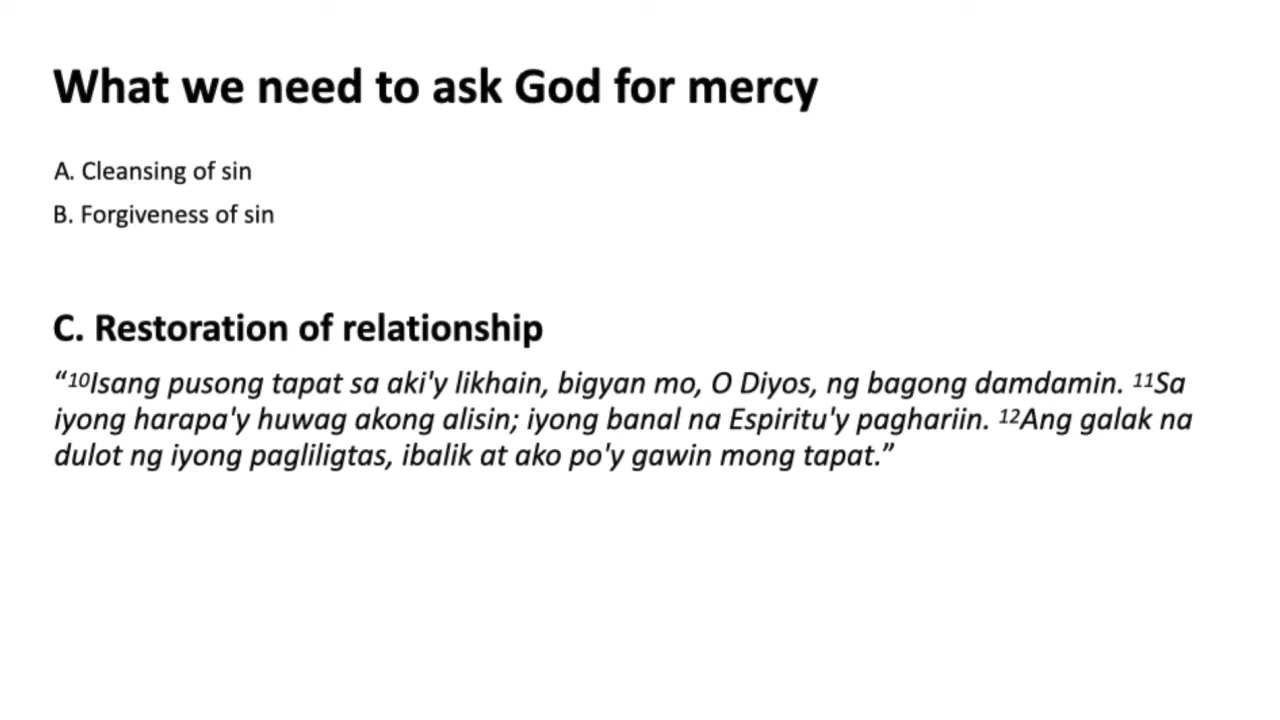 What we need to ask God for mercy
A. Cleansing of sin
B. Forgiveness of sin
C. Restoration of relationship
“10Isang pusong tapat sa aki'y likhain, bigyan mo, O Diyos, ng bagong damdamin. 11Sa
iyong harapa'y huwag akong alisin; iyong banal na Espiritu'y paghariin. 12Ang galak na
dulot ng iyong pagliligtas, ibalik at ako po'y gawin mong tapat.”